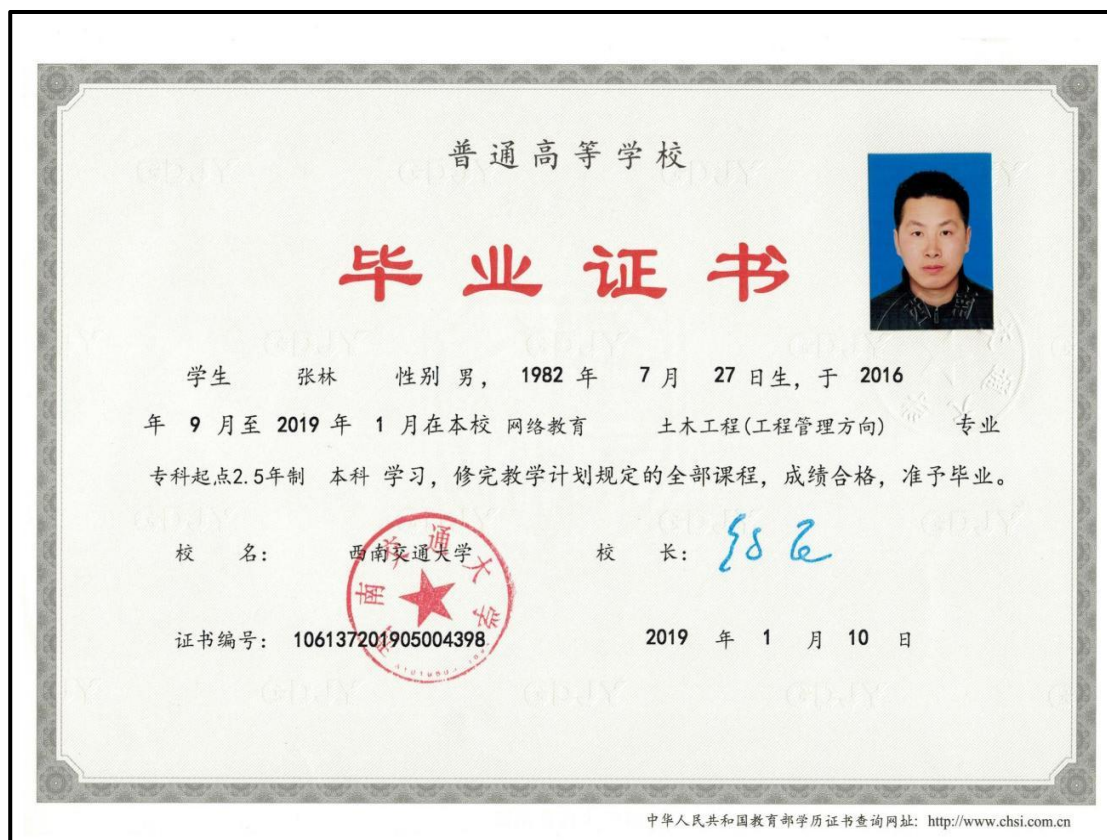 普通高等学校
毕业证书
学生 张林 性别 男， 1982 年 7 月 27 日生，于 2016
年 9 月至 2019 年 1 月在本校 网络教育 土木工程(工程管理方向) 专业
专科起点2.5年制 本科 学习，修完教学计划规定的全部课程，成绩合格，准予毕业。
校 名： 西南交通大学 校 长：
西南交通大学
证书编号： 106137201905004398 2019 年 1 月 10 日
中华人民共和国教育部学历证书查询网址： http://www.chsi.com.cn